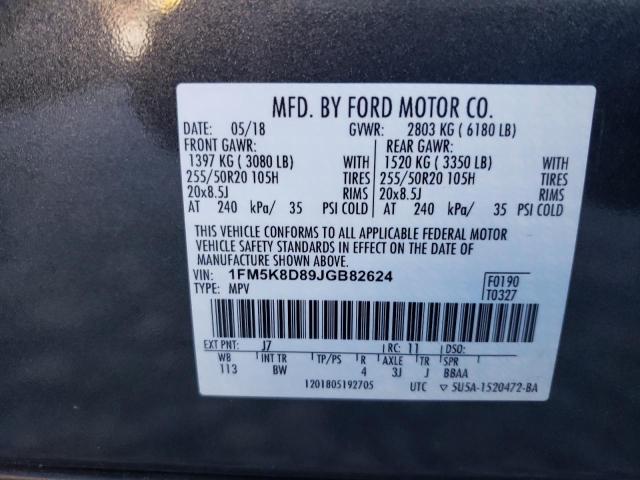 MFD. BY FORD MOTOR CO.
DATE: 05/18 GVWR: 2803 KG ( 6180 LB)
FRONT GAWR: REAR GAWR:
1397 KG ( 3080 LB) WITH 1520 KG ( 3350 LB) WITH
255/50R20 105H TIRES 255/50R20 105H TIRES
20x8.5J RIMS 20x8.5J RIMS
AT 240 kPa/ 35 PSI COLD AT 240 kPa/ 35 PSI COLD
THIS VEHICLE CONFORMS TO ALL APPLICABLE FEDERAL MOTOR
VEHICLE SAFETY STANDARDS IN EFFECT ON THE DATE OF
MANUFACTURE SHOWN ABOVE.
VIN: 1FM5K8D89JGB82624 F0190
TYPE: MPV T0327
EXT PNT: J7 RC: 11 DSO:
WB INT TR TP/PS R AXLE TR SPR
113 BW 4 3J J BBAA
1201805192705 UTC ▽ 5U5A-1520472-BA